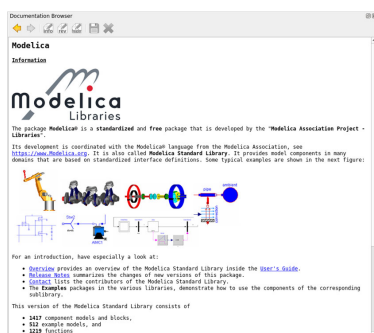 Documentation Browser
Modelica
Information
Modelica
Libraries
The package Modelica® is a standardized and free package that is developed by the "Modelica Association Project -
Libraries".
Its development is coordinated with the Modelica® language from the Modelica Association, see
https://www.Modelica.org. It is also called Modelica Standard Library. It provides model components in many
domains that are based on standardized interface definitions. Some typical examples are shown in the next figure:
pipe
ambient
For an introduction, have especially a look at:
• Overview provides an overview of the Modelica Standard Library inside the User's Guide.
• Release Notes summarizes the changes of new versions of this package.
• Contact lists the contributors of the Modelica Standard Library.
• The Examples packages in the various libraries, demonstrate how to use the components of the corresponding
sublibrary.
This version of the Modelica Standard Library consists of
• 1417 component models and blocks,
• 512 example models, and
• 1219 functions